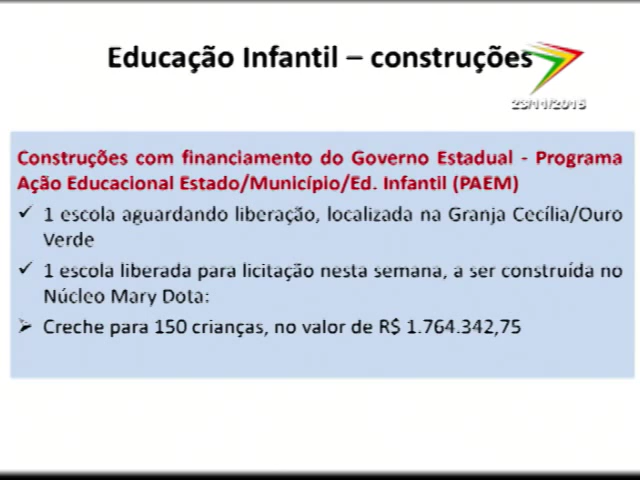 Educação Infantil – construções
23/11/2015
Construções com financiamento do Governo Estadual - Programa
Ação Educacional Estado/Município/Ed. Infantil (PAEM)
✓ 1 escola aguardando liberação, localizada na Granja Cecília/Ouro
Verde
✓ 1 escola liberada para licitação nesta semana, a ser construída no
Núcleo Mary Dota:
➢ Creche para 150 crianças, no valor de R$ 1.764.342,75